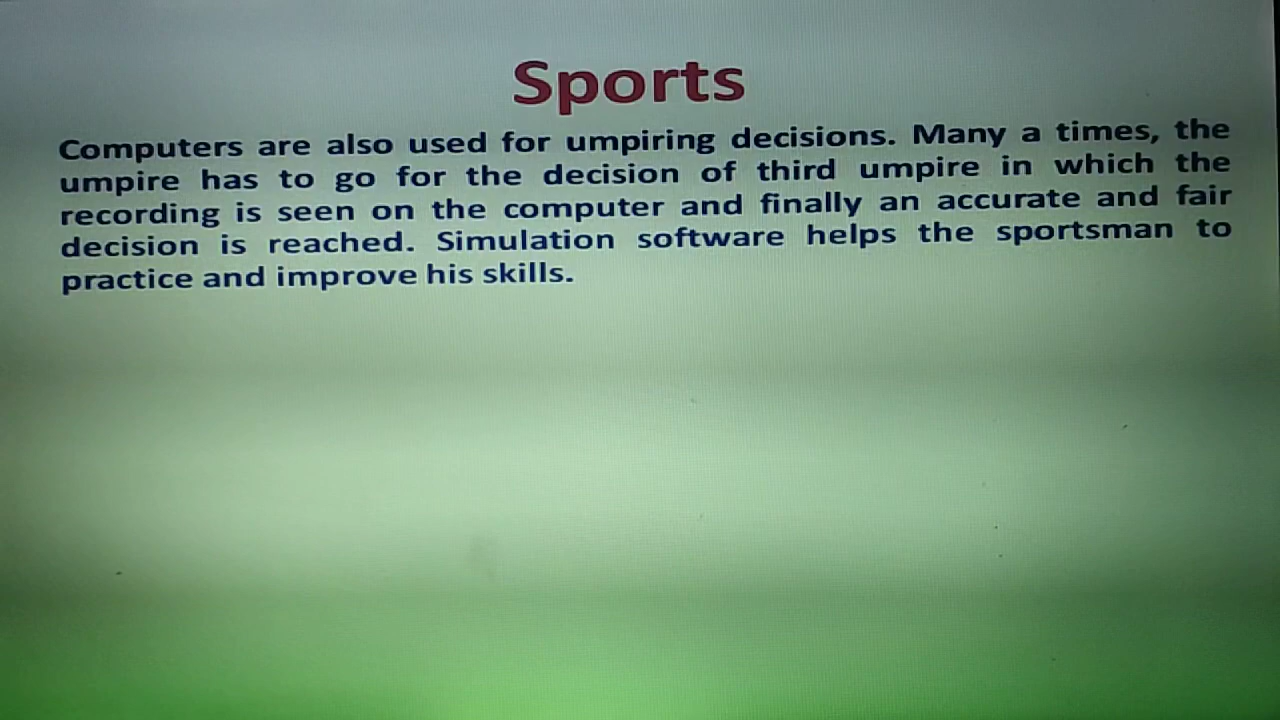 Sports
Computers are also used for umpiring decisions. Many a times, the
umpire has to go for the decision of third umpire in which the
recording is seen on the computer and finally an accurate and fair
decision is reached. Simulation software helps the sportsman to
practice and improve his skills.